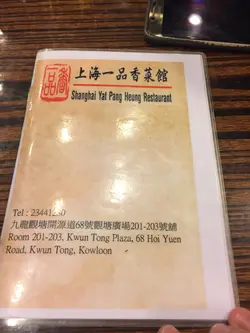 上海一品香菜館
Shanghai Yat Pang Heung Restaurant
九龍觀塘開源道68號觀塘廣場201-203號舖
Room 201-203, Kwun Tong Plaza, 68 Hoi Yuen
Road, Kwun Tong, Kowloon